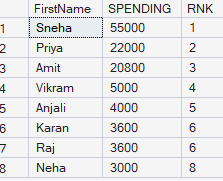 FirstName SPENDING RNK
1 Sneha 55000 1
2 Priya 22000 2
3 Amit 20800 3
4 Vikram 5000 4
5 Anjali 4000 5
6 Karan 3600 6
7 Raj 3600 6
8 Neha 3000 8